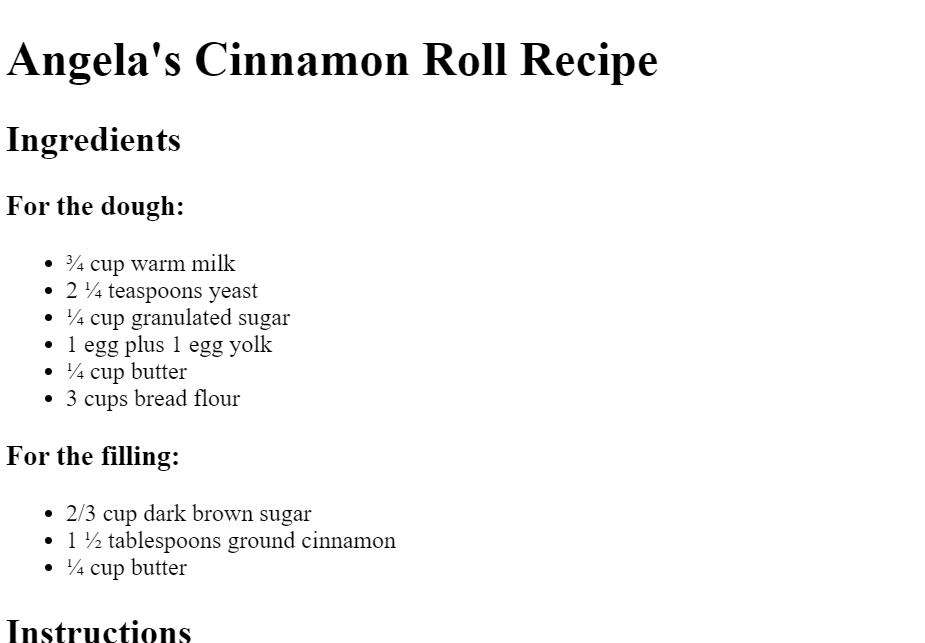 Angela's Cinnamon Roll Recipe
Ingredients
For the dough:
¾ cup warm milk
2 ¼ teaspoons yeast
¼ cup granulated sugar
1 egg plus 1 egg yolk
¼ cup butter
3 cups bread flour
For the filling:
2/3 cup dark brown sugar
1 ½ tablespoons ground cinnamon
¼ cup butter
Instructions